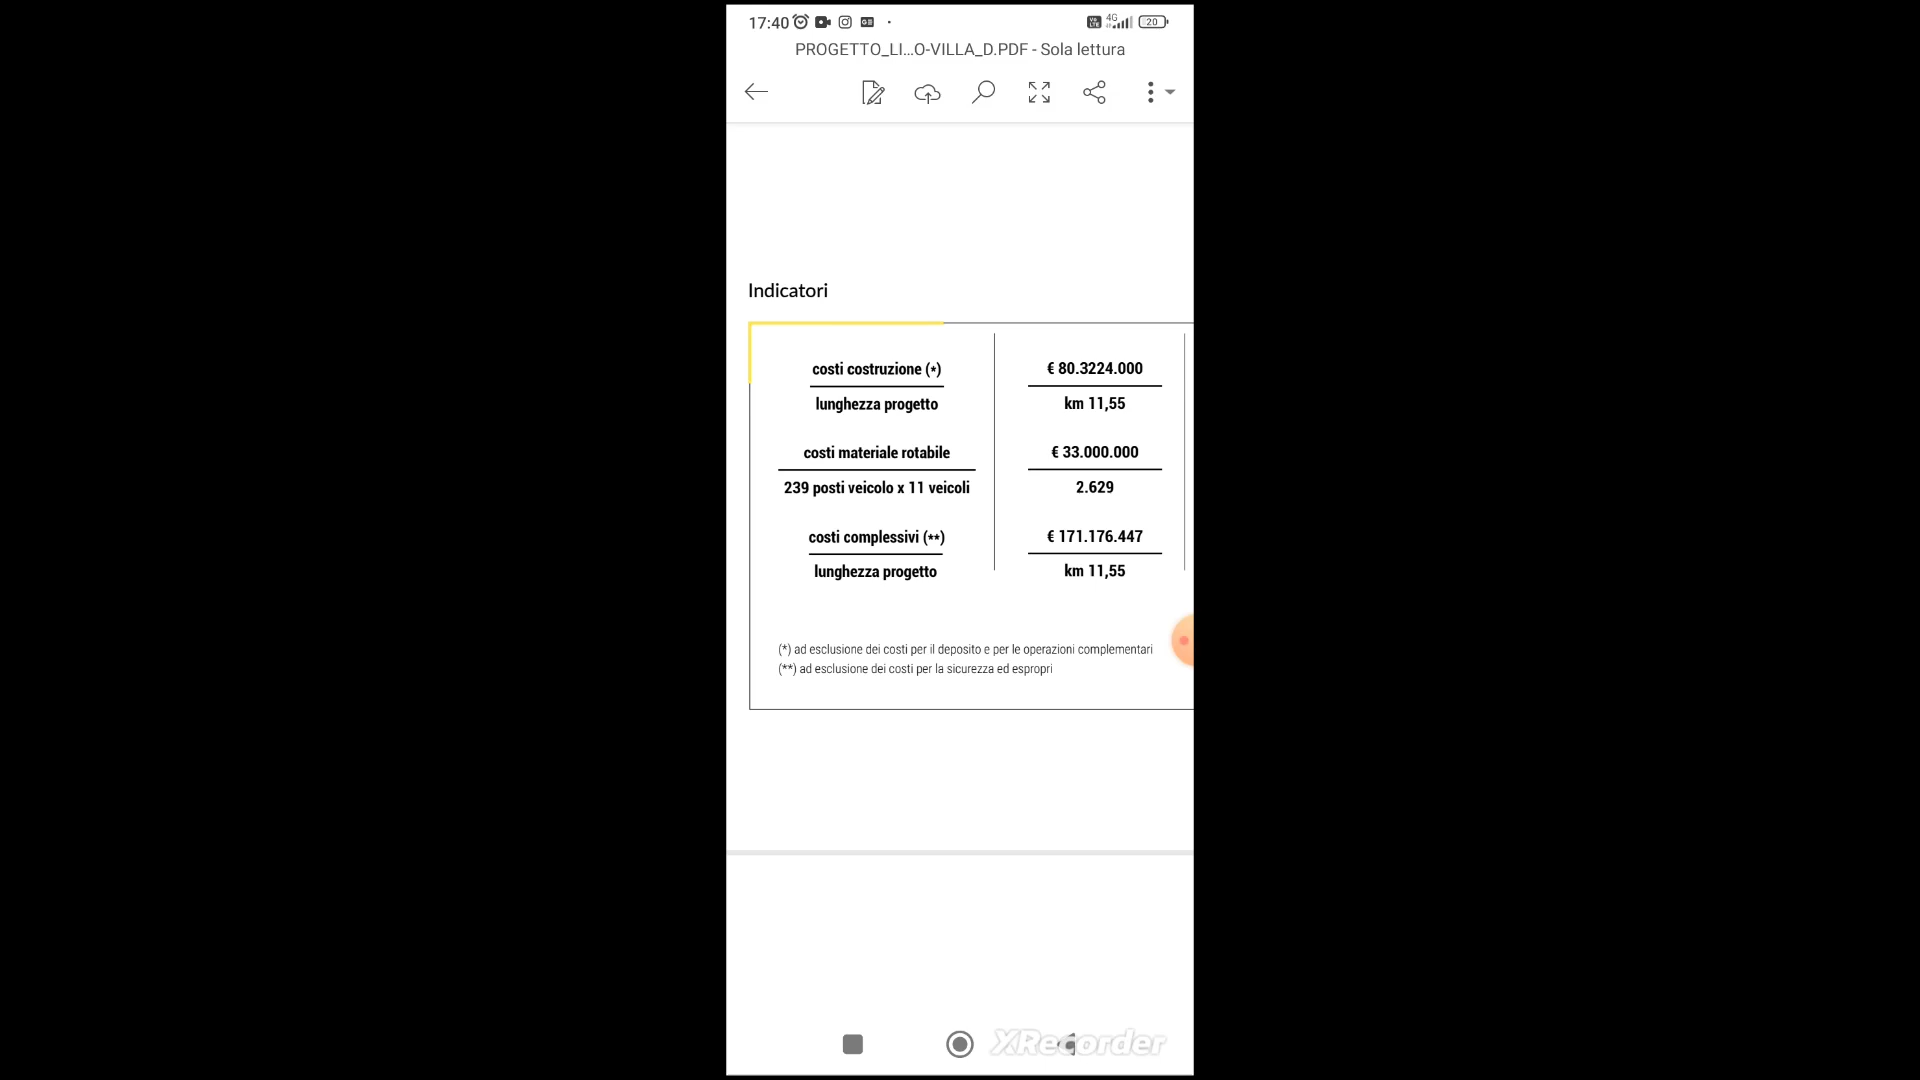 17:40
4G
20
PROGETTO_LI...O-VILLA_D.PDF - Sola lettura
Indicatori
costi costruzione (*)
€ 80.3224.000
lunghezza progetto
km 11,55
costi materiale rotabile
€ 33.000.000
239 posti veicolo x 11 veicoli
2.629
costi complessivi (**)
€ 171.176.447
lunghezza progetto
km 11,55
(*) ad esclusione dei costi per il deposito e per le operazioni complementari
(**) ad esclusione dei costi per la sicurezza ed espropri
XRecorder